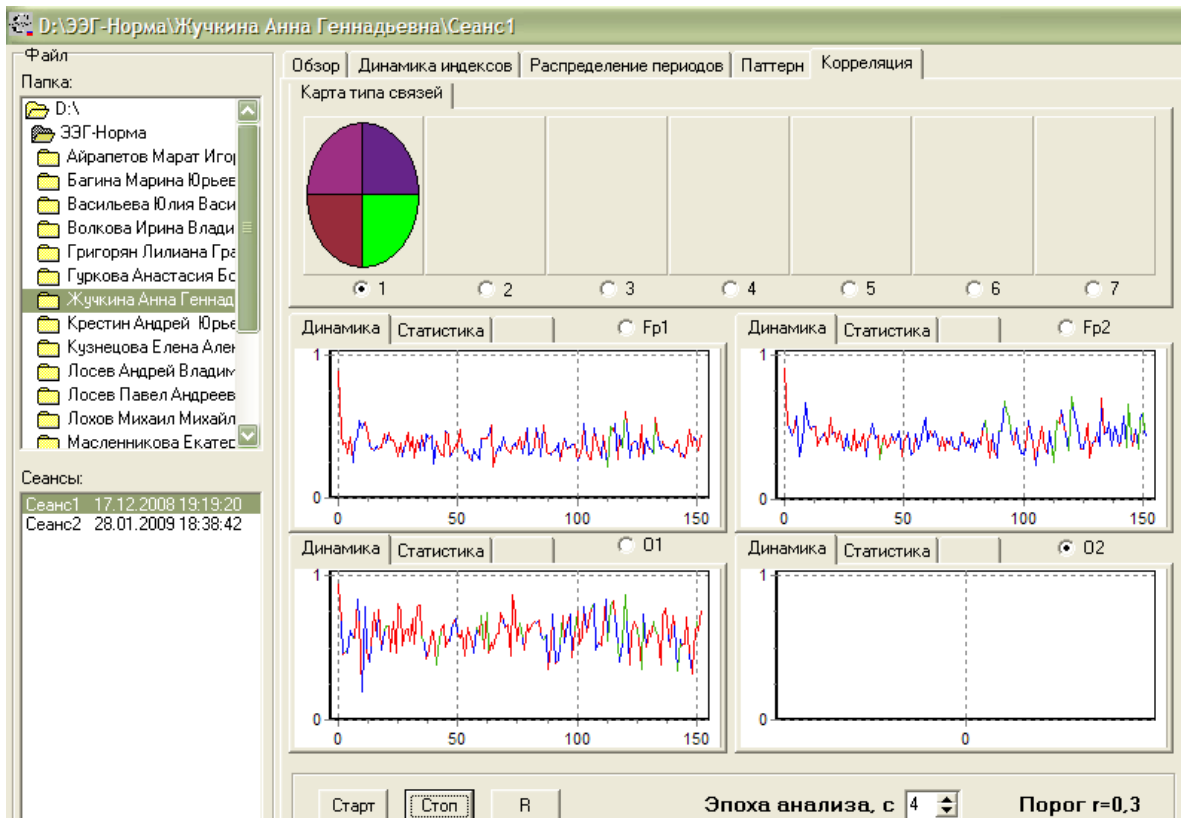 D:\ЭЭГ-Норма\Жучкина Анна Геннадьевна\Сеанс1
Файл
Папка:
D:\
ЭЭГ-Норма
Айрапетов Марат Иго
Багина Марина Юрьев
Васильева Юлия Васи
Волкова Ирина Влади
Григорян Лилиана Гра
Гуркова Анастасия Бо
Жучкина Анна Геннад
Крестин Андрей Юрье
Кузнецова Елена Алек
Лосев Андрей Владим
Лосев Павел Андреев
Лохов Михаил Михайл
Масленникова Екатер
Сеансы:
Сеанс1 17.12.2008 19:19:20
Сеанс2 28.01.2009 18:38:42
Обзор Динамика индексов Распределение периодов Паттерн Корреляция
Карта типа связей
1 2 3 4 5 6 7
Динамика Статистика Fp1
1
0
0 50 100 150
Динамика Статистика Fp2
1
0
0 50 100 150
Динамика Статистика O1
1
0
0 50 100 150
Динамика Статистика O2
1
0
0
Старт Стоп R Эпоха анализа, с 4 Порог r=0,3